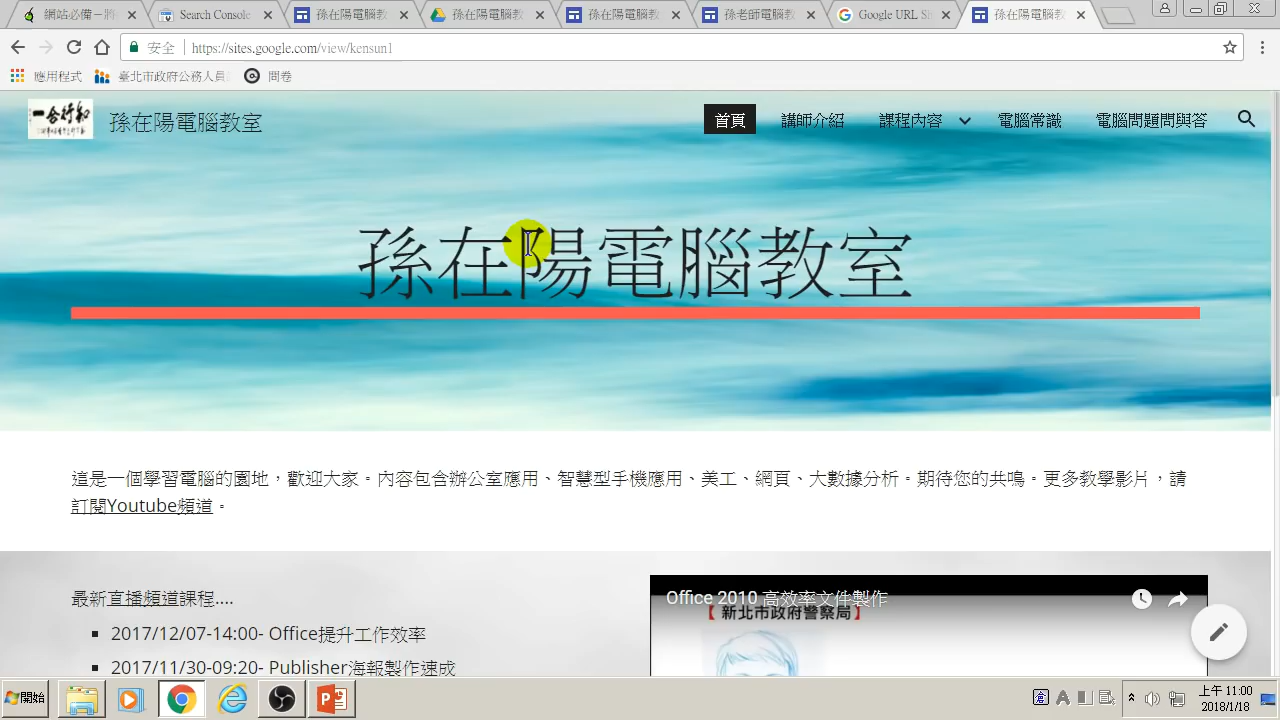 網站必備－將
Search Console
孫在陽電腦教
孫在陽電腦教
孫在陽電腦教
孫老師電腦教
Google URL Sh
孫在陽電腦教
安全
https://sites.google.com/view/kensun1
應用程式
臺北市政府公務人員
問卷
知行合一
孫在陽電腦教室
首頁
講師介紹
課程內容
電腦常識
電腦問題問與答
孫在陽電腦教室
這是一個學習電腦的園地，歡迎大家。內容包含辦公室應用、智慧型手機應用、美工、網頁、大數據分析。期待您的共鳴。更多教學影片，請
訂閱Youtube頻道。
最新直播頻道課程....
2017/12/07-14:00- Office提升工作效率
2017/11/30-09:20- Publisher海報製作速成
Office 2010 高效率文件製作
【新北市政府警察局】
開始
上午 11:00
2018/1/18